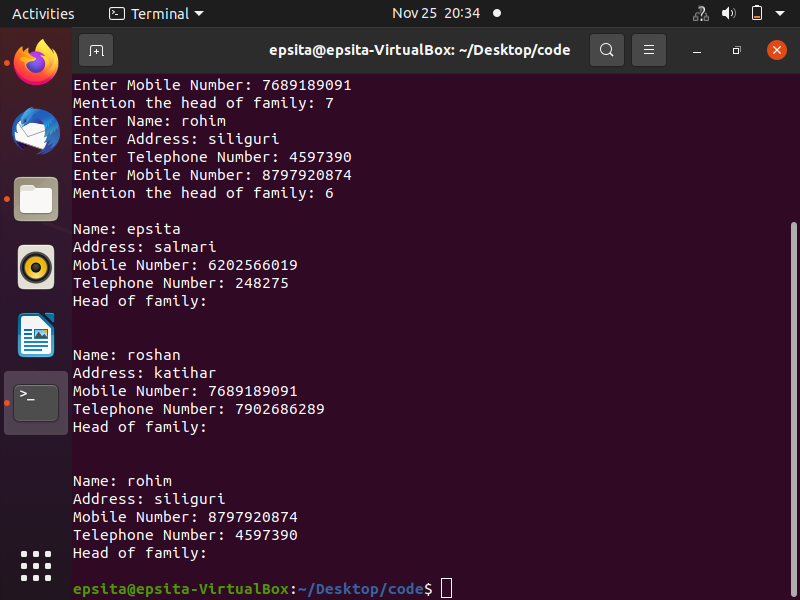 Activities Terminal Nov 25 20:34
epsita@epsita-VirtualBox: ~/Desktop/code
Enter Mobile Number: 7689189091
Mention the head of family: 7
Enter Name: rohim
Enter Address: siliguri
Enter Telephone Number: 4597390
Enter Mobile Number: 8797920874
Mention the head of family: 6
Name: epsita
Address: salmari
Mobile Number: 6202566019
Telephone Number: 248275
Head of family:
Name: roshan
Address: katihar
Mobile Number: 7689189091
Telephone Number: 7902686289
Head of family:
Name: rohim
Address: siliguri
Mobile Number: 8797920874
Telephone Number: 4597390
Head of family:
epsita@epsita-VirtualBox:~/Desktop/code$